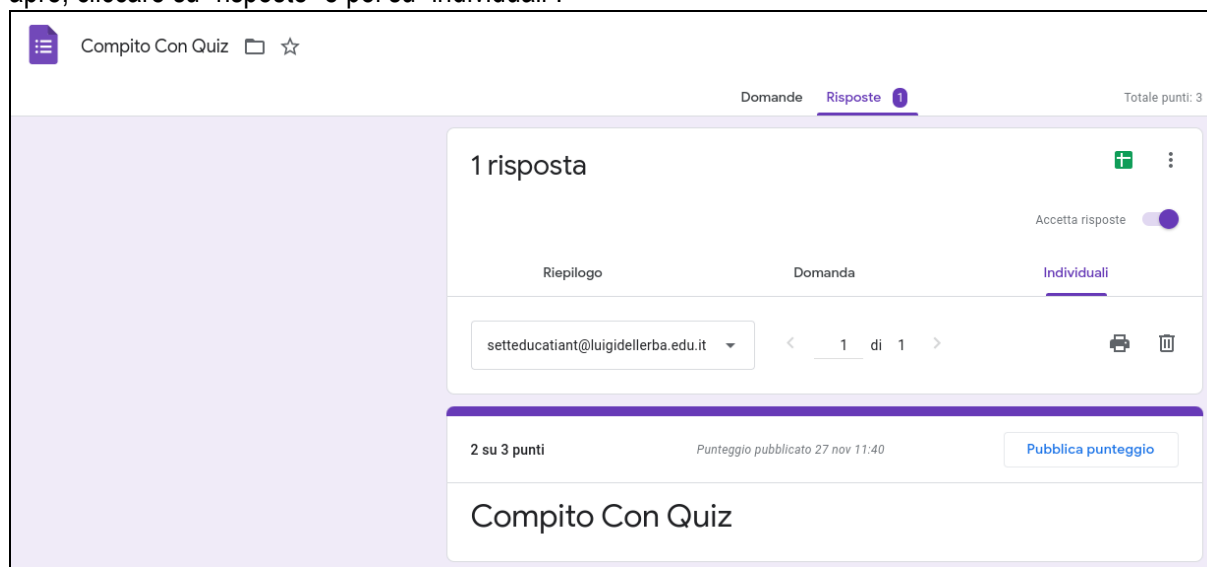 apre, cliccare su "risposte" e poi su "individuali".
Compito Con Quiz
Domande Risposte 1 Totale punti: 3
1 risposta
Accetta risposte
Riepilogo Domanda Individuali
setteducatiant@luigidellerba.edu.it 1 di 1
2 su 3 punti Punteggio pubblicato 27 nov 11:40 Pubblica punteggio
Compito Con Quiz